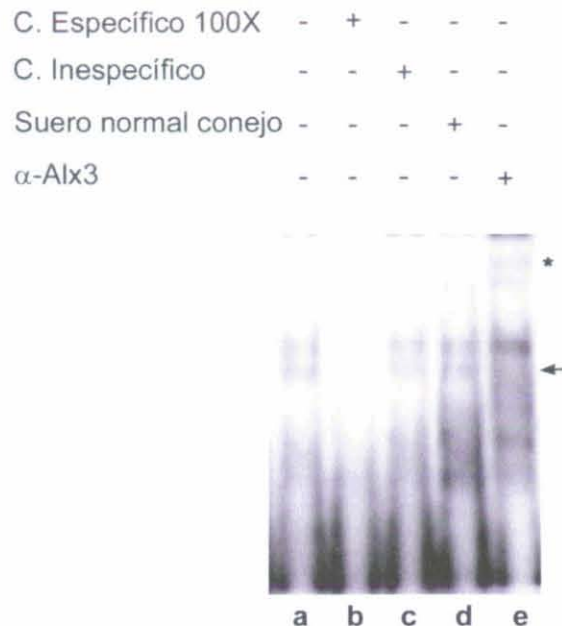 C. Específico 100X - + - - -
C. Inespecífico - - + - -
Suero normal conejo - - - + -
α-Alx3 - - - - +
*
a b c d e